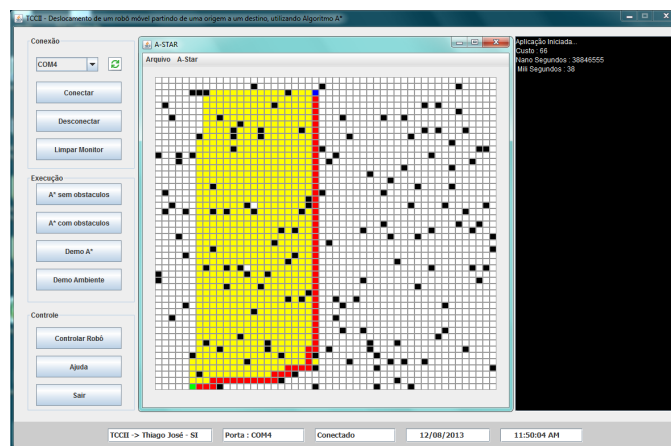 TCCII - Deslocamento de um robô móvel partindo de uma origem a um destino, utilizando Algoritmo A*
Conexão
COM4
Conectar
Desconectar
Limpar Monitor
Execução
A* sem obstaculos
A* com obstaculos
Demo A*
Demo Ambiente
Controle
Controlar Robô
Ajuda
Sair
A-STAR
Arquivo A-Star
Aplicação Iniciada...
Custo : 66
Nano Segundos : 38846555
Mili Segundos : 38
TCCII -> Thiago José - SI
Porta : COM4
Conectado
12/08/2013
11:50:04 AM